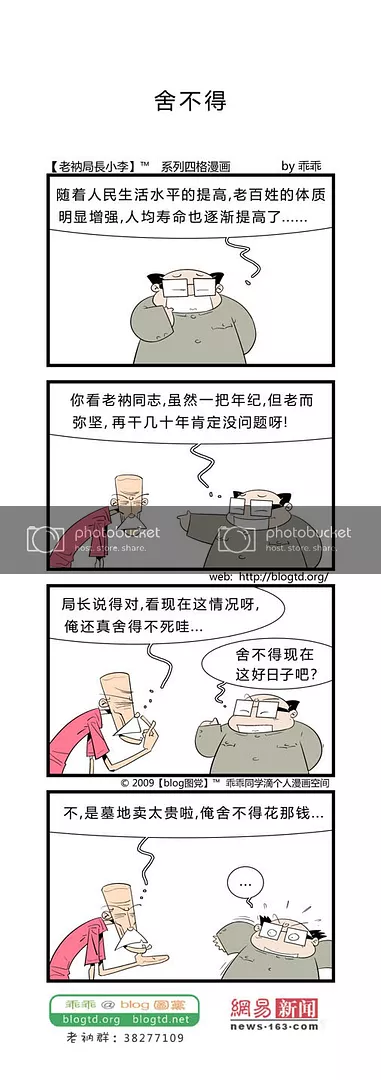 舍不得
【老衲局長小李】™ 系列四格漫画 by 乖乖
随着人民生活水平的提高,老百姓的体质
明显增强,人均寿命也逐渐提高了……
你看老衲同志,虽然一把年纪,但老而
弥坚,再干几十年肯定没问题呀!
photobucket
host. store. share.
photobucket
host. store. share.
web: http://blogtd.org/
局长说得对,看现在这情况呀,
俺还真舍得不死哇...
舍不得现在
这好日子吧?
© 2009【blog图党】™ 乖乖同学滴个人漫画空间
不,是墓地卖太贵啦,俺舍不得花那钱...
...
乖乖@blog圖黨
blogtd.org blogtd.net
老衲群: 38277109
網易新闻
news·163·com